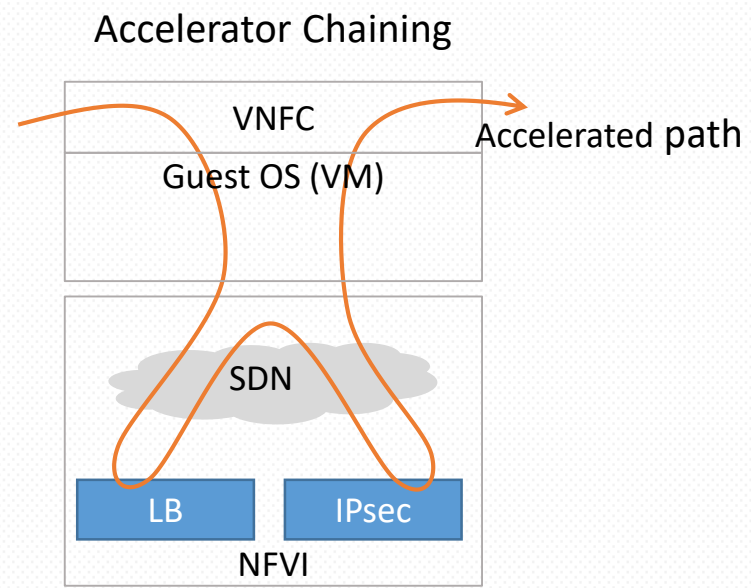 Accelerator Chaining
VNFC
Accelerated path
Guest OS (VM)
SDN
LB
IPsec
NFVI